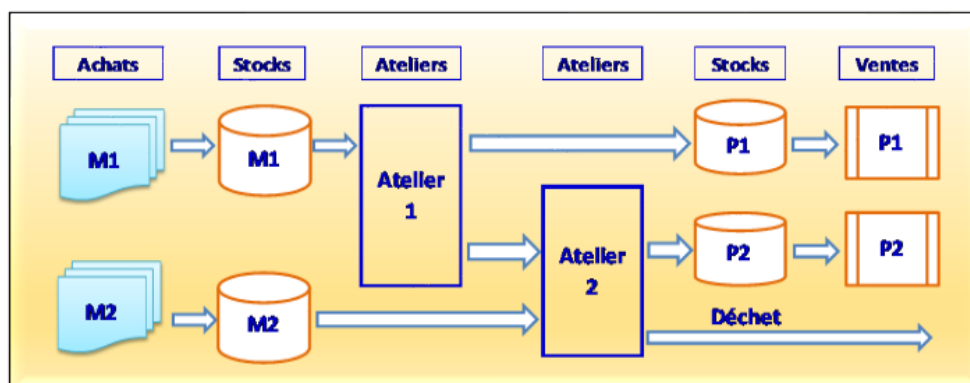 Achats Stocks Ateliers Ateliers Stocks Ventes
M1 M1 P1 P1
Atelier
1
Atelier
2
P2 P2
M2 M2
Déchet